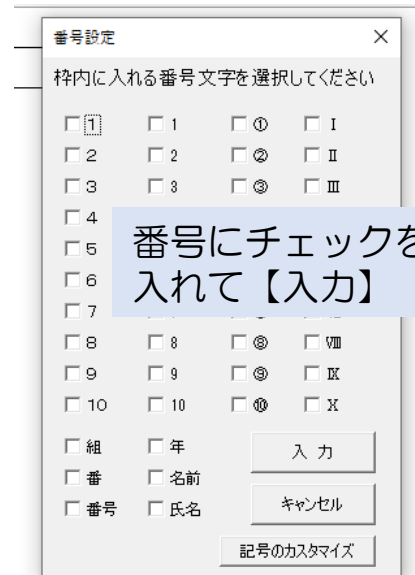 番号設定
枠内に入れる番号文字を選択してください
１ 1 ① Ⅰ
２ 2 ② Ⅱ
３ 3 ③ Ⅲ
４
５
６
７
８ 8 ⑧ Ⅷ
９ 9 ⑨ Ⅸ
10 10 ⑩ Ⅹ
番号にチェックを
入れて【入力】
組 年
番 名前
番号 氏名
入 力
キャンセル
記号のカスタマイズ